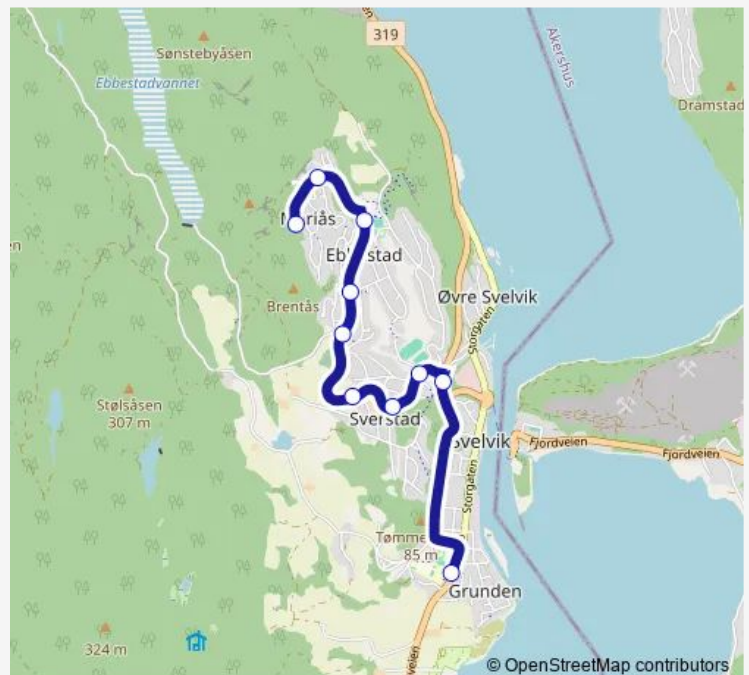 319
Akershus
Sønstebyåsen
Ebbestadvannet
Dramstad
Øvre Svelvik
Storgaten
Brentås
Stølsåsen
307 m
Sverstad
Svelvik
Fjordveien
Fjordveien
Storgaten
85 m
Grunden
324 m
© OpenStreetMap contributors